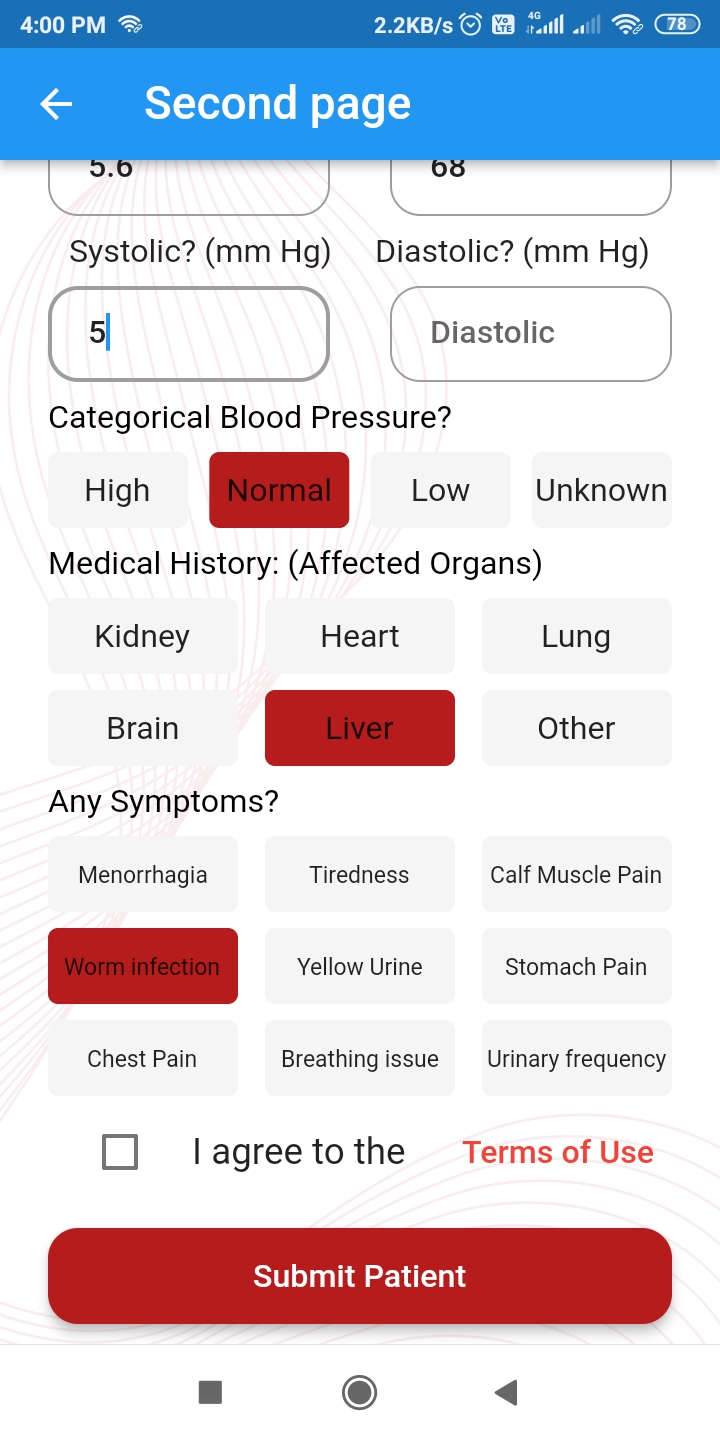 4:00 PM 2.2KB/s Vo LTE 4G 78
Second page
5.6 68
Systolic? (mm Hg) Diastolic? (mm Hg)
5 Diastolic
Categorical Blood Pressure?
High Normal Low Unknown
Medical History: (Affected Organs)
Kidney Heart Lung
Brain Liver Other
Any Symptoms?
Menorrhagia Tiredness Calf Muscle Pain
Worm infection Yellow Urine Stomach Pain
Chest Pain Breathing issue Urinary frequency
I agree to the Terms of Use
Submit Patient